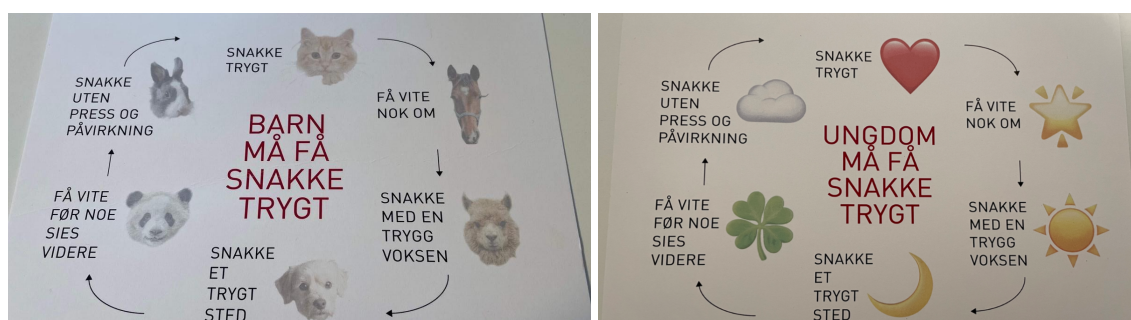 SNAKKE
TRYGT
FÅ VITE
NOK OM
SNAKKE
MED EN
TRYGG
VOKSEN
SNAKKE
ET
TRYGT
STED
FÅ VITE
FØR NOE
SIES
VIDERE
SNAKKE
UTEN
PRESS OG
PÅVIRKNING
BARN
MÅ FÅ
SNAKKE
TRYGT
SNAKKE
TRYGT
FÅ VITE
NOK OM
SNAKKE
MED EN
TRYGG
VOKSEN
SNAKKE
ET
TRYGT
STED
FÅ VITE
FØR NOE
SIES
VIDERE
SNAKKE
UTEN
PRESS OG
PÅVIRKNING
UNGDOM
MÅ FÅ
SNAKKE
TRYGT